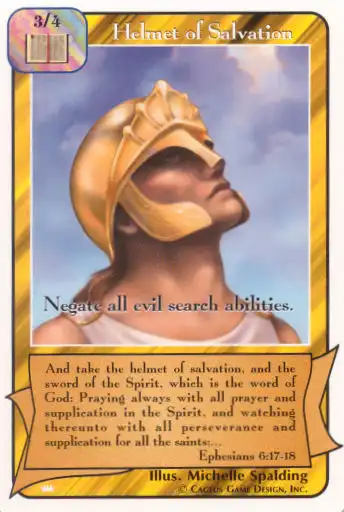 3/4
Helmet of Salvation
Negate all evil search abilities.
And take the helmet of salvation, and the
sword of the Spirit, which is the word of
God: Praying always with all prayer and
supplication in the Spirit, and watching
thereunto with all perseverance and
supplication for all the saints;...
Ephesians 6:17-18
Illus. Michelle Spalding
© Cactus Game Design, Inc.